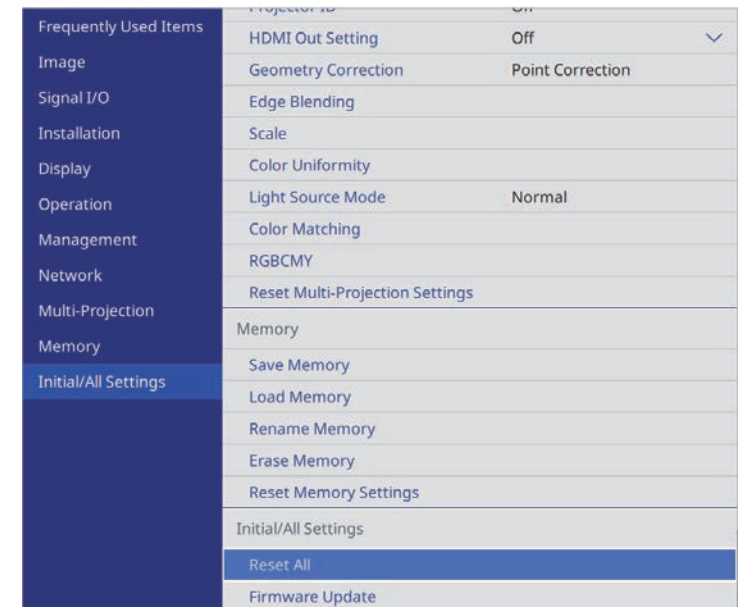 Frequently Used Items
Image
Signal I/O
Installation
Display
Operation
Management
Network
Multi-Projection
Memory
Initial/All Settings
Projector ID Off
HDMI Out Setting Off
Geometry Correction Point Correction
Edge Blending
Scale
Color Uniformity
Light Source Mode Normal
Color Matching
RGBCMY
Reset Multi-Projection Settings
Memory
Save Memory
Load Memory
Rename Memory
Erase Memory
Reset Memory Settings
Initial/All Settings
Reset All
Firmware Update